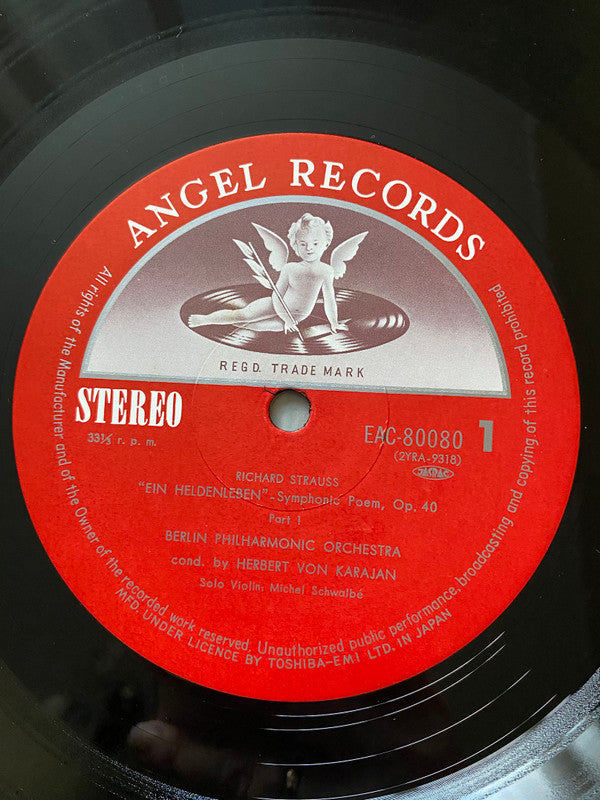 ANGEL RECORDS
REGD. TRADE MARK
STEREO
33⅓ r. p. m.
EAC-80080 1
(2YRA-9318)
JASRAC
RICHARD STRAUSS
"EIN HELDENLEBEN"-Symphonic Poem, Op. 40
Part 1
BERLIN PHILHARMONIC ORCHESTRA
cond. by HERBERT VON KARAJAN
Solo Violin: Michel Schwalbé
All rights of the Manufacturer and of the Owner of the recorded work reserved. Unauthorized public performance, broadcasting and copying of this record prohibited
MFD. UNDER LICENCE BY TOSHIBA-EMI LTD. IN JAPAN